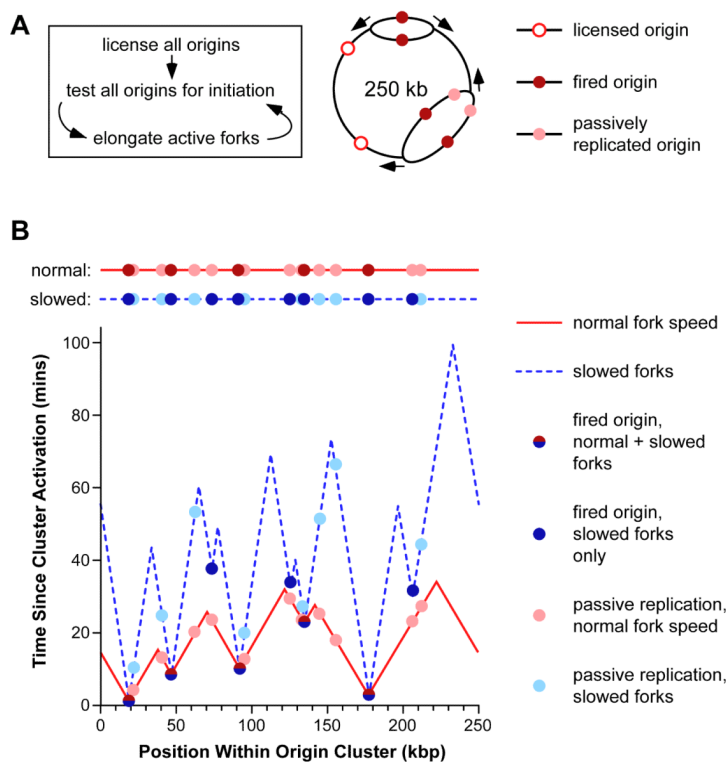 A
license all origins
test all origins for initiation
elongate active forks
250 kb
licensed origin
fired origin
passively
replicated origin
B
normal:
slowed:
Time Since Cluster Activation (mins)
100
80
60
40
20
0
0
50
100
150
200
250
Position Within Origin Cluster (kbp)
normal fork speed
slowed forks
fired origin,
normal + slowed
forks
fired origin,
slowed forks
only
passive replication,
normal fork speed
passive replication,
slowed forks